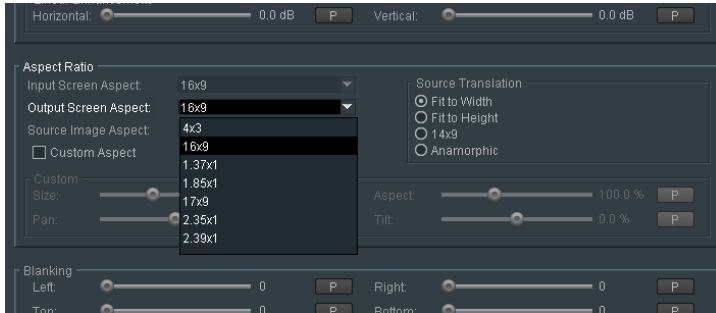 Linear Enhancement
Horizontal: 0.0 dB P Vertical: 0.0 dB P
Aspect Ratio
Input Screen Aspect: 16x9
Output Screen Aspect: 16x9
Source Image Aspect:
Custom Aspect
4x3
16x9
1.37x1
1.85x1
17x9
2.35x1
2.39x1
Source Translation
Fit to Width
Fit to Height
14x9
Anamorphic
Custom
Size: Aspect: 100.0 % P
Pan: Tilt: 0.0 % P
Blanking
Left: 0 P Right: 0 P
Top: 0 P Bottom: 0 P